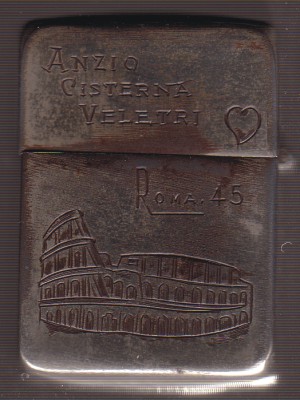 ANZIO
CISTERNA
VELETRI
ROMA. 45